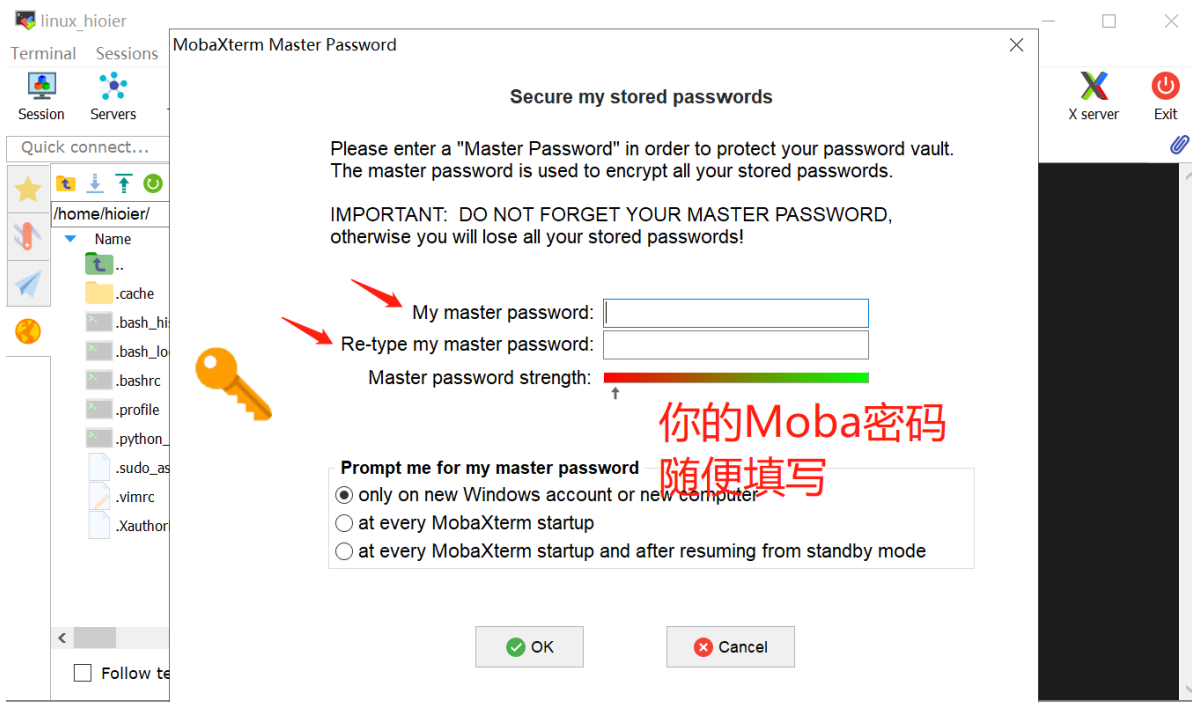 linux_hioier
Terminal Sessions
MobaXterm Master Password
Session
Servers
X server
Exit
Quick connect...
/home/hioier/
Name
..
.cache
.bash_his
.bash_lo
.bashrc
.profile
.python_
.sudo_as
.vimrc
.Xauthor
Follow te
Secure my stored passwords
Please enter a "Master Password" in order to protect your password vault.
The master password is used to encrypt all your stored passwords.
IMPORTANT: DO NOT FORGET YOUR MASTER PASSWORD,
otherwise you will lose all your stored passwords!
My master password:
Re-type my master password:
Master password strength:
你的Moba密码
随便填写
Prompt me for my master password
only on new Windows account or new computer
at every MobaXterm startup
at every MobaXterm startup and after resuming from standby mode
OK
Cancel